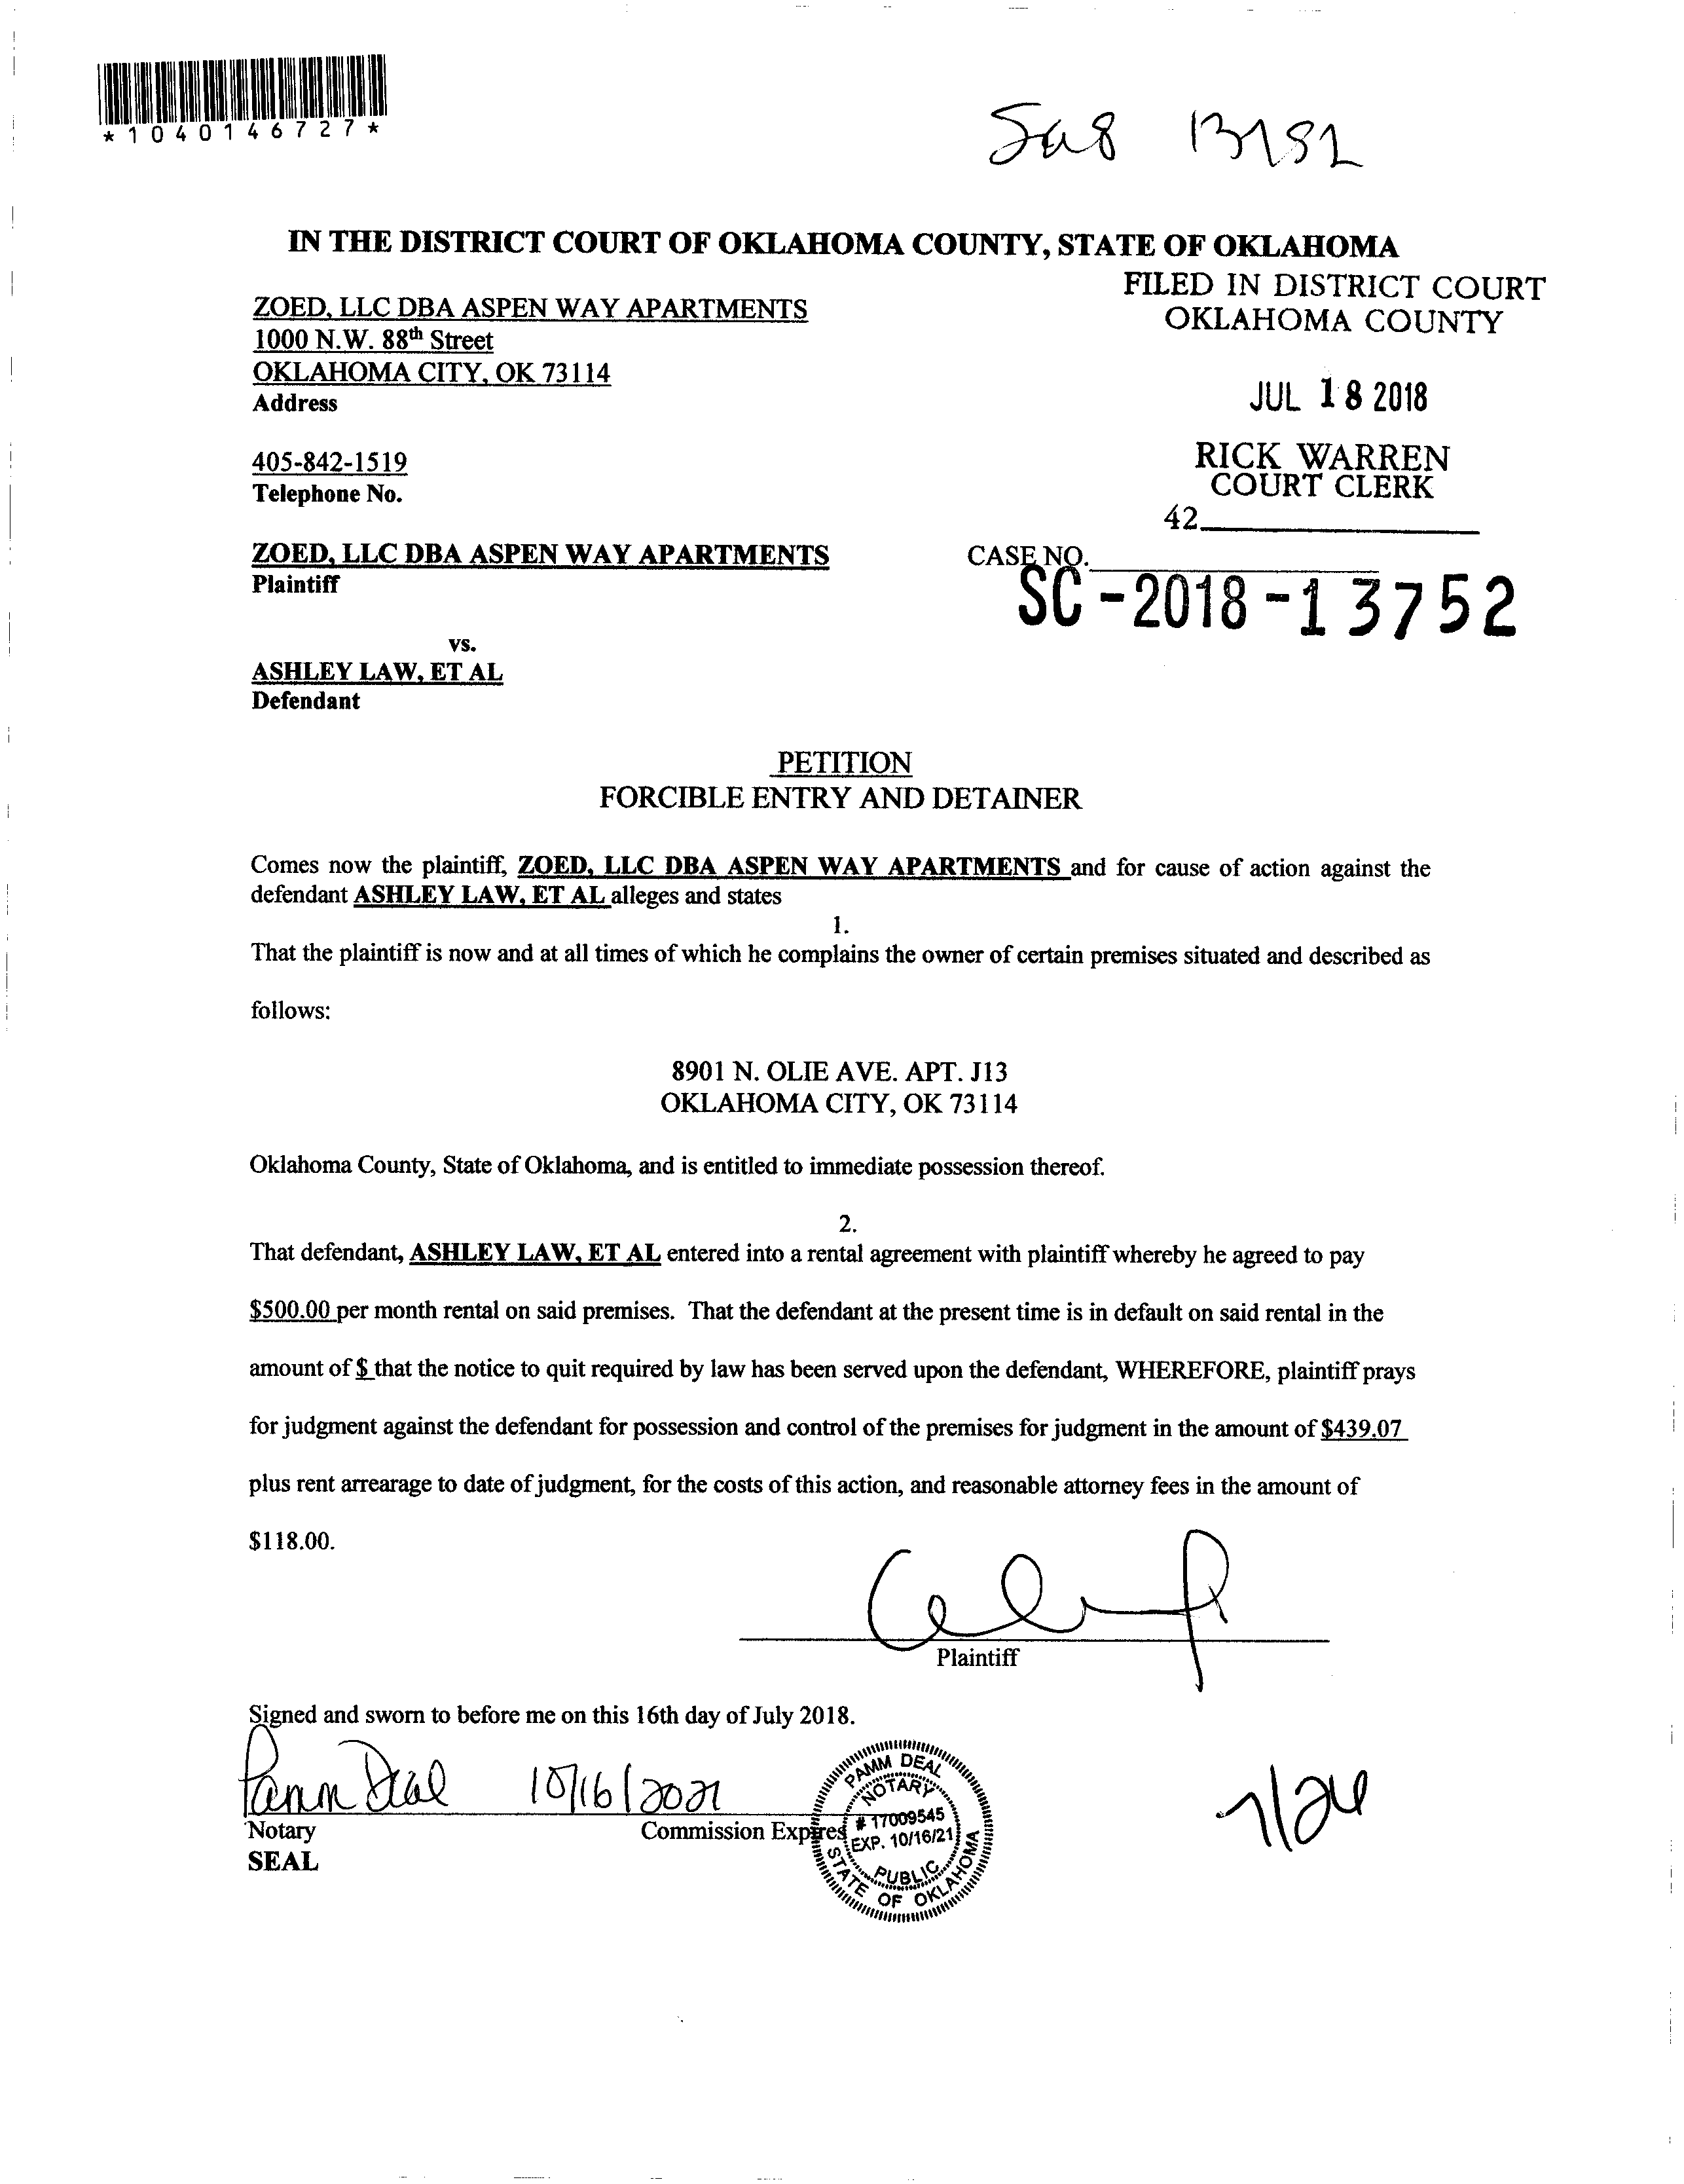 *1040146727*
IN THE DISTRICT COURT OF OKLAHOMA COUNTY, STATE OF OKLAHOMA
FILED IN DISTRICT COURT
OKLAHOMA COUNTY
ZOED, LLC DBA ASPEN WAY APARTMENTS
1000 N.W. 88th Street
OKLAHOMA CITY, OK 73114
Address
JUL 18 2018
405-842-1519
Telephone No.
RICK WARREN
COURT CLERK
42
ZOED, LLC DBA ASPEN WAY APARTMENTS
Plaintiff
CASE NO.
SC-2018-13752
vs.
ASHLEY LAW, ET AL
Defendant
PETITION
FORCIBLE ENTRY AND DETAINER
Comes now the plaintiff, ZOED, LLC DBA ASPEN WAY APARTMENTS and for cause of action against the
defendant ASHLEY LAW, ET AL alleges and states
1.
That the plaintiff is now and at all times of which he complains the owner of certain premises situated and described as
follows:
8901 N. OLIE AVE. APT. J13
OKLAHOMA CITY, OK 73114
Oklahoma County, State of Oklahoma, and is entitled to immediate possession thereof.
2.
That defendant, ASHLEY LAW, ET AL entered into a rental agreement with plaintiff whereby he agreed to pay
$500.00 per month rental on said premises. That the defendant at the present time is in default on said rental in the
amount of $ that the notice to quit required by law has been served upon the defendant, WHEREFORE, plaintiff prays
for judgment against the defendant for possession and control of the premises for judgment in the amount of $439.07
plus rent arrearage to date of judgment, for the costs of this action, and reasonable attorney fees in the amount of
$118.00.
Plaintiff
Signed and sworn to before me on this 16th day of July 2018.
Pamm Deal 10/16/2021
Notary
Commission Expires
SEAL
PAMM DEAL
NOTARY
# 17009545
EXP. 10/16/21
PUBLIC
STATE OF OKLAHOMA
7/26